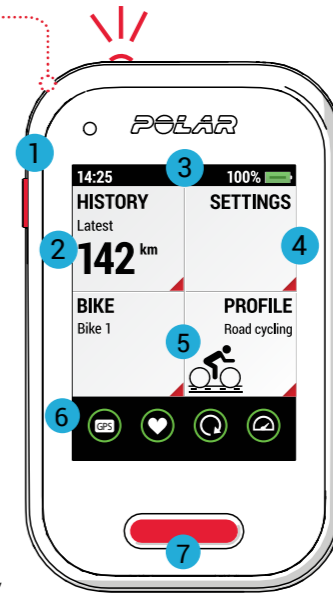 POLAR
1
14:25 3 100%
HISTORY SETTINGS
Latest
2 142 km 4
BIKE PROFILE
Bike 1 5 Road cycling
6 GPS
7